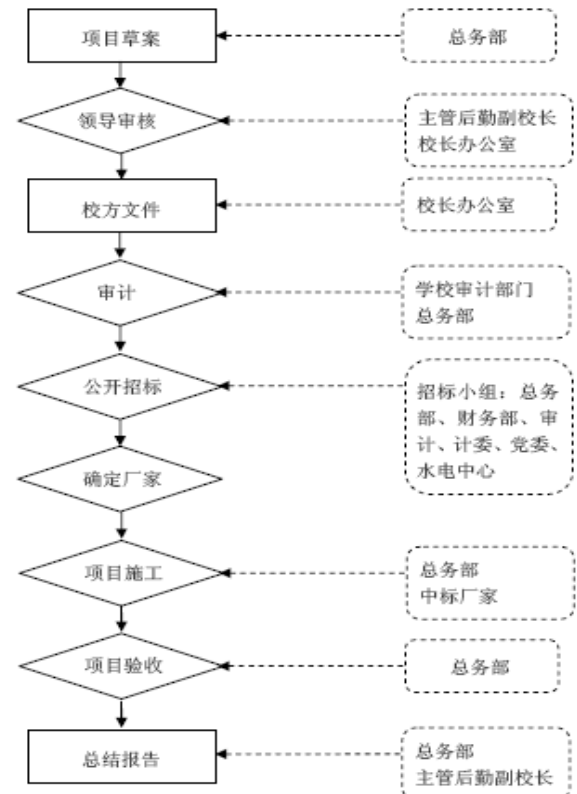 项目草案
总务部
领导审核
主管后勤副校长
校长办公室
校方文件
校长办公室
审计
学校审计部门
总务部
公开招标
招标小组：总务
部、财务部、审
计、计委、党委、
水电中心
确定厂家
项目施工
总务部
中标厂家
项目验收
总务部
总结报告
总务部
主管后勤副校长